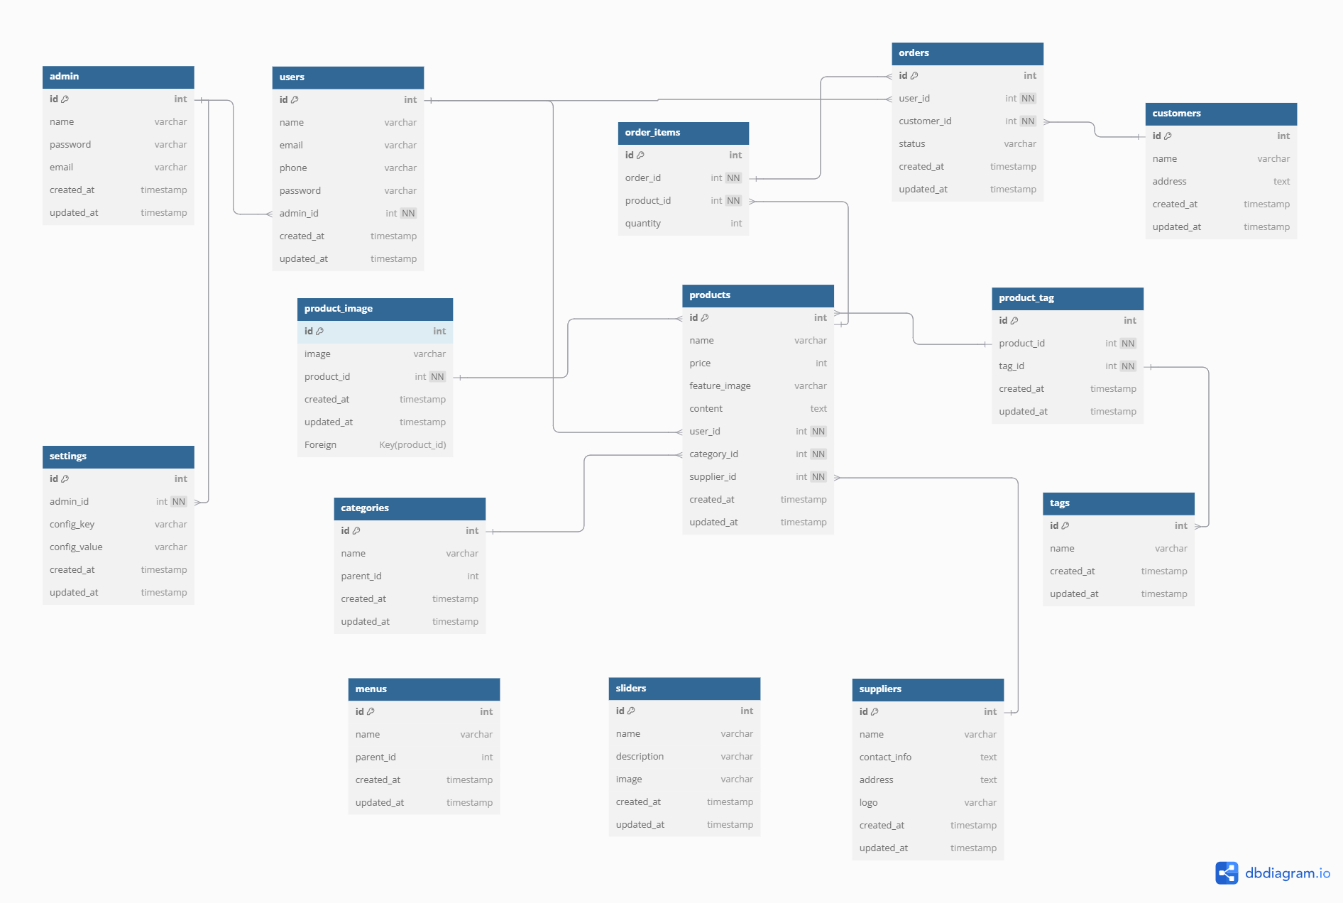 admin
id int
name varchar
password varchar
email varchar
created_at timestamp
updated_at timestamp
users
id int
name varchar
email varchar
phone varchar
password varchar
admin_id int NN
created_at timestamp
updated_at timestamp
order_items
id int
order_id int NN
product_id int NN
quantity int
orders
id int
user_id int NN
customer_id int NN
status varchar
created_at timestamp
updated_at timestamp
customers
id int
name varchar
address text
created_at timestamp
updated_at timestamp
product_image
id int
image varchar
product_id int NN
created_at timestamp
updated_at timestamp
Foreign Key(product_id)
products
id int
name varchar
price int
feature_image varchar
content text
user_id int NN
category_id int NN
supplier_id int NN
created_at timestamp
updated_at timestamp
product_tag
id int
product_id int NN
tag_id int NN
created_at timestamp
updated_at timestamp
settings
id int
admin_id int NN
config_key varchar
config_value varchar
created_at timestamp
updated_at timestamp
categories
id int
name varchar
parent_id int
created_at timestamp
updated_at timestamp
tags
id int
name varchar
created_at timestamp
updated_at timestamp
menus
id int
name varchar
parent_id int
created_at timestamp
updated_at timestamp
sliders
id int
name varchar
description varchar
image varchar
created_at timestamp
updated_at timestamp
suppliers
id int
name varchar
contact_info text
address text
logo varchar
created_at timestamp
updated_at timestamp
dbdiagram.io